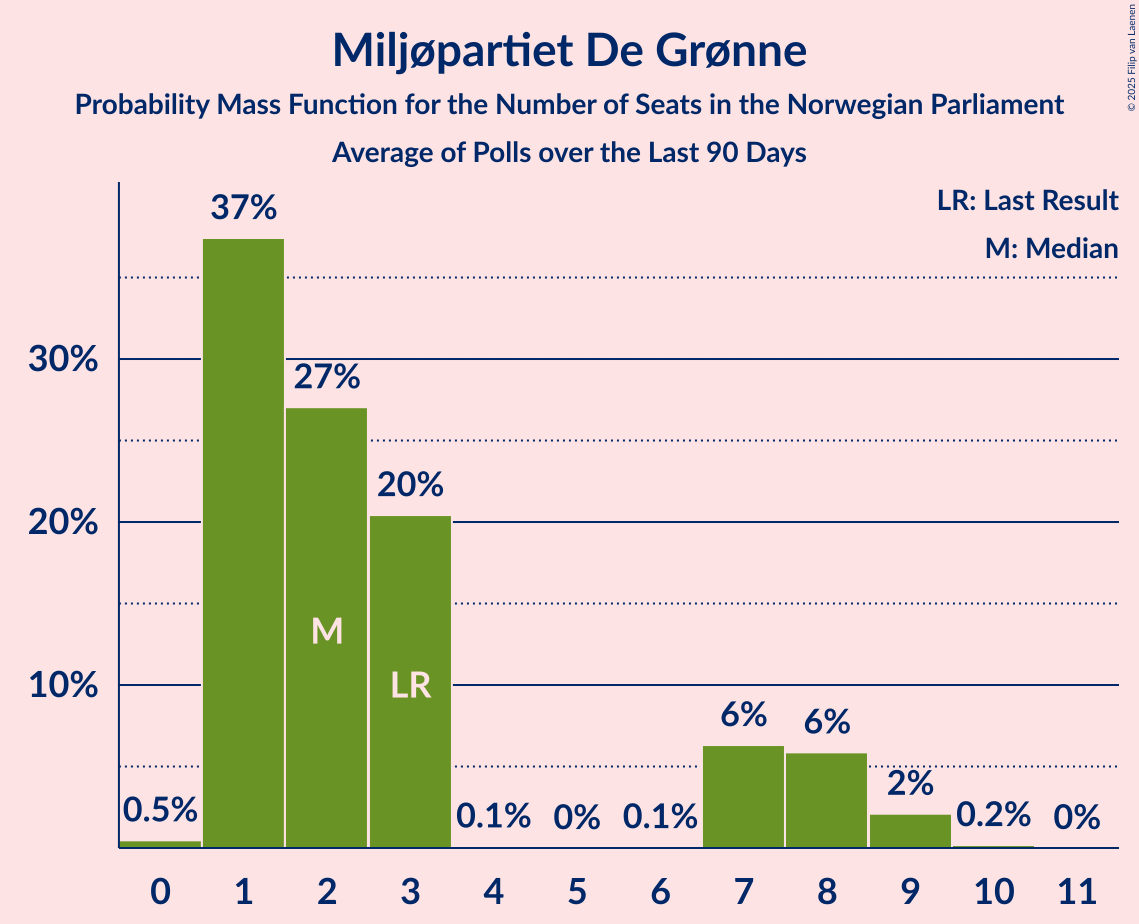 Miljøpartiet De Grønne
Probability Mass Function for the Number of Seats in the Norwegian Parliament
Average of Polls over the Last 90 Days
© 2025 Filip van Laenen
LR: Last Result
M: Median
37%
30%
27%
20%
20%
M
LR
10%
6%
6%
2%
0.5%
0.1%
0%
0.1%
0.2%
0%
0 1 2 3 4 5 6 7 8 9 10 11